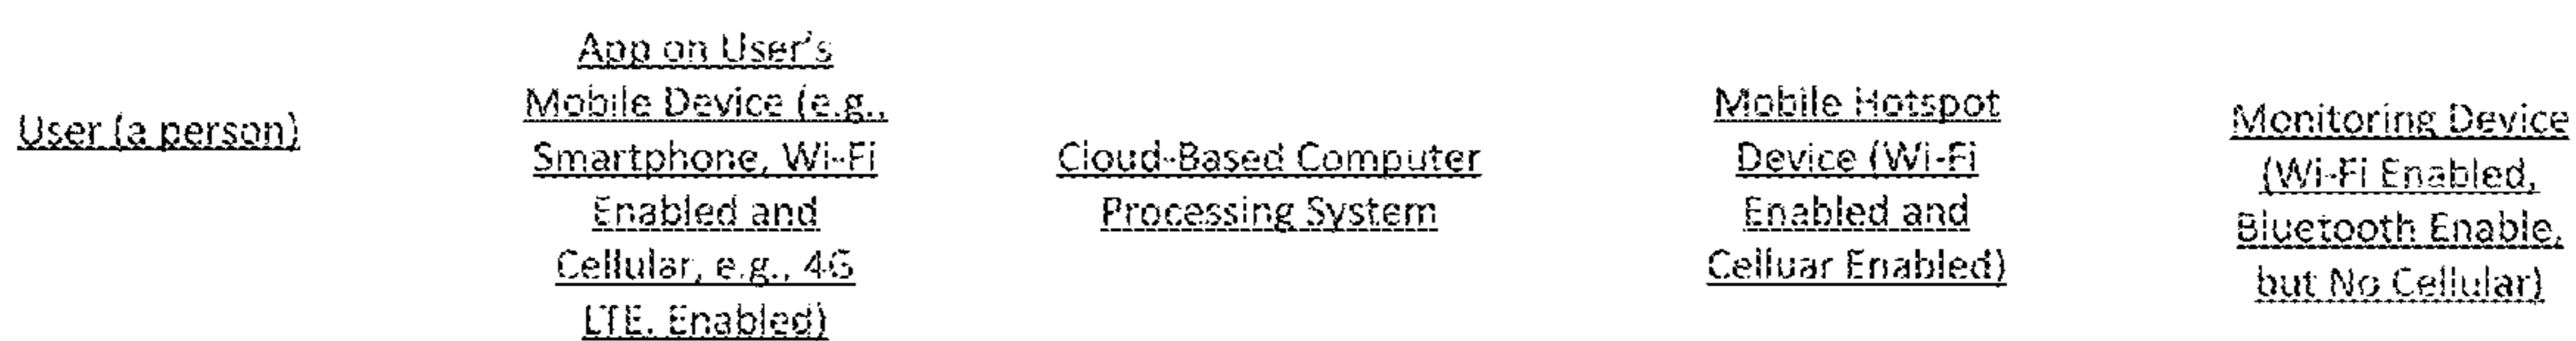 User (a person)
App on User's
Mobile Device (e.g.,
Smartphone, Wi-Fi
Enabled and
Cellular, e.g., 4G
LTE, Enabled)
Cloud-Based Computer
Processing System
Mobile Hotspot
Device (Wi-Fi
Enabled and
Celluar Enabled)
Monitoring Device
(Wi-Fi Enabled,
Bluetooth Enable,
but No Cellular)